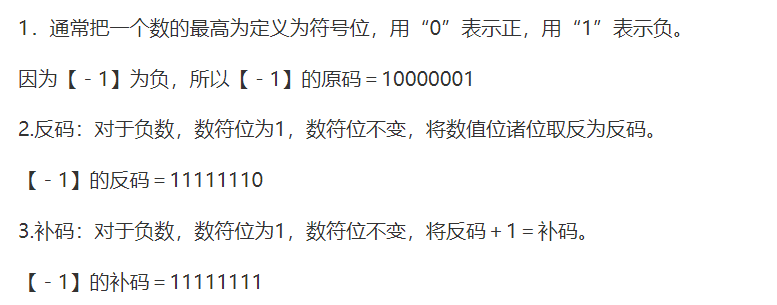 1．通常把一个数的最高为定义为符号位，用“0”表示正，用“1”表示负。
因为【﹣1】为负，所以【﹣1】的原码＝10000001
2.反码：对于负数，数符位为1，数符位不变，将数值位诸位取反为反码。
【﹣1】的反码＝11111110
3.补码：对于负数，数符位为1，数符位不变，将反码＋1＝补码。
【﹣1】的补码＝11111111